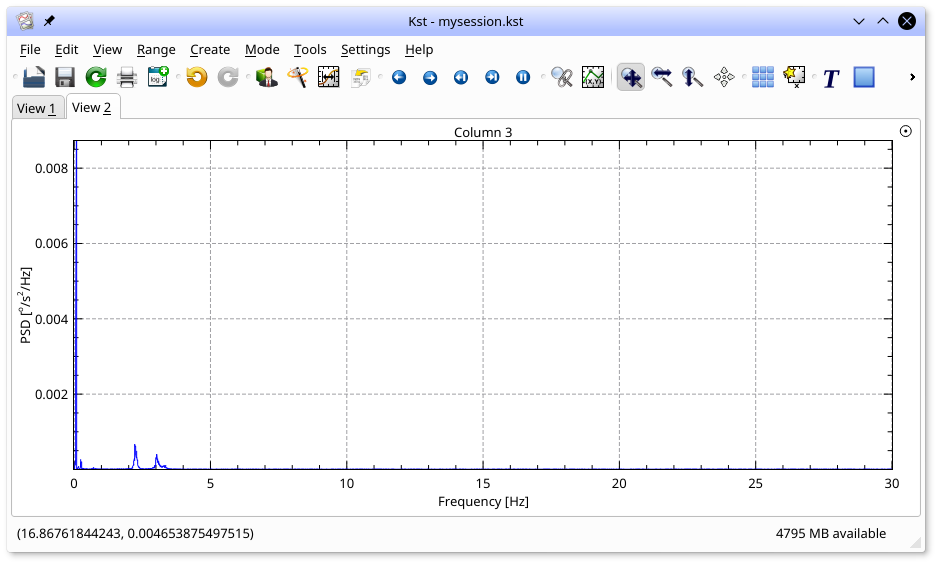 Kst - mysession.kst
File Edit View Range Create Mode Tools Settings Help
log
(X,Y)
T
View 1 View 2
Column 3
0.008
0.006
0.004
0.002
PSD [°/s²/Hz]
0 5 10 15 20 25 30
Frequency [Hz]
(16.86761844243, 0.004653875497515) 4795 MB available